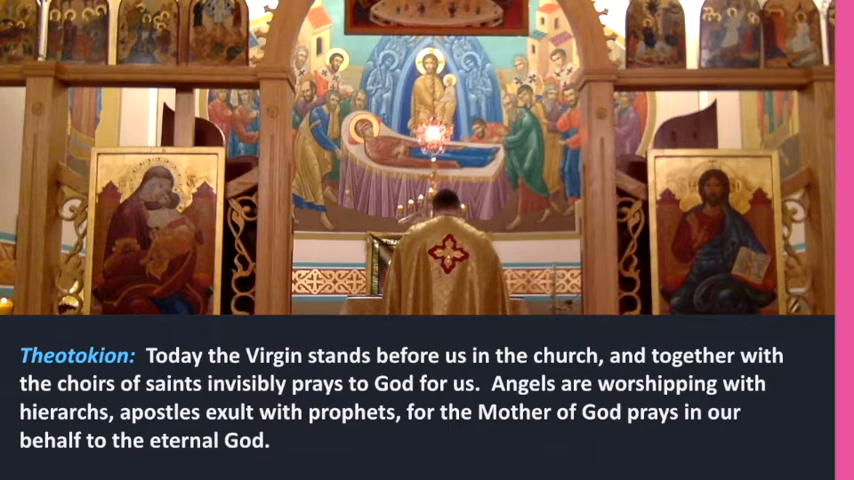 Theotokion: Today the Virgin stands before us in the church, and together with
the choirs of saints invisibly prays to God for us. Angels are worshipping with
hierarchs, apostles exult with prophets, for the Mother of God prays in our
behalf to the eternal God.